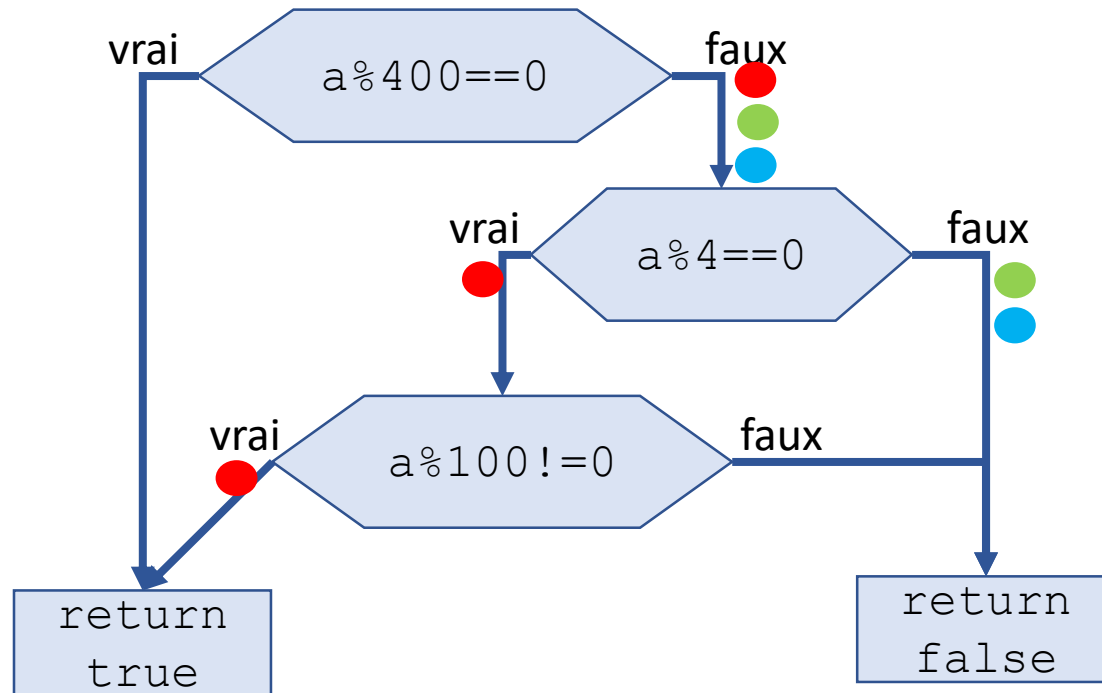 vrai
faux
a%400==0
vrai
faux
a%4==0
vrai
faux
a%100!=0
return
true
return
false